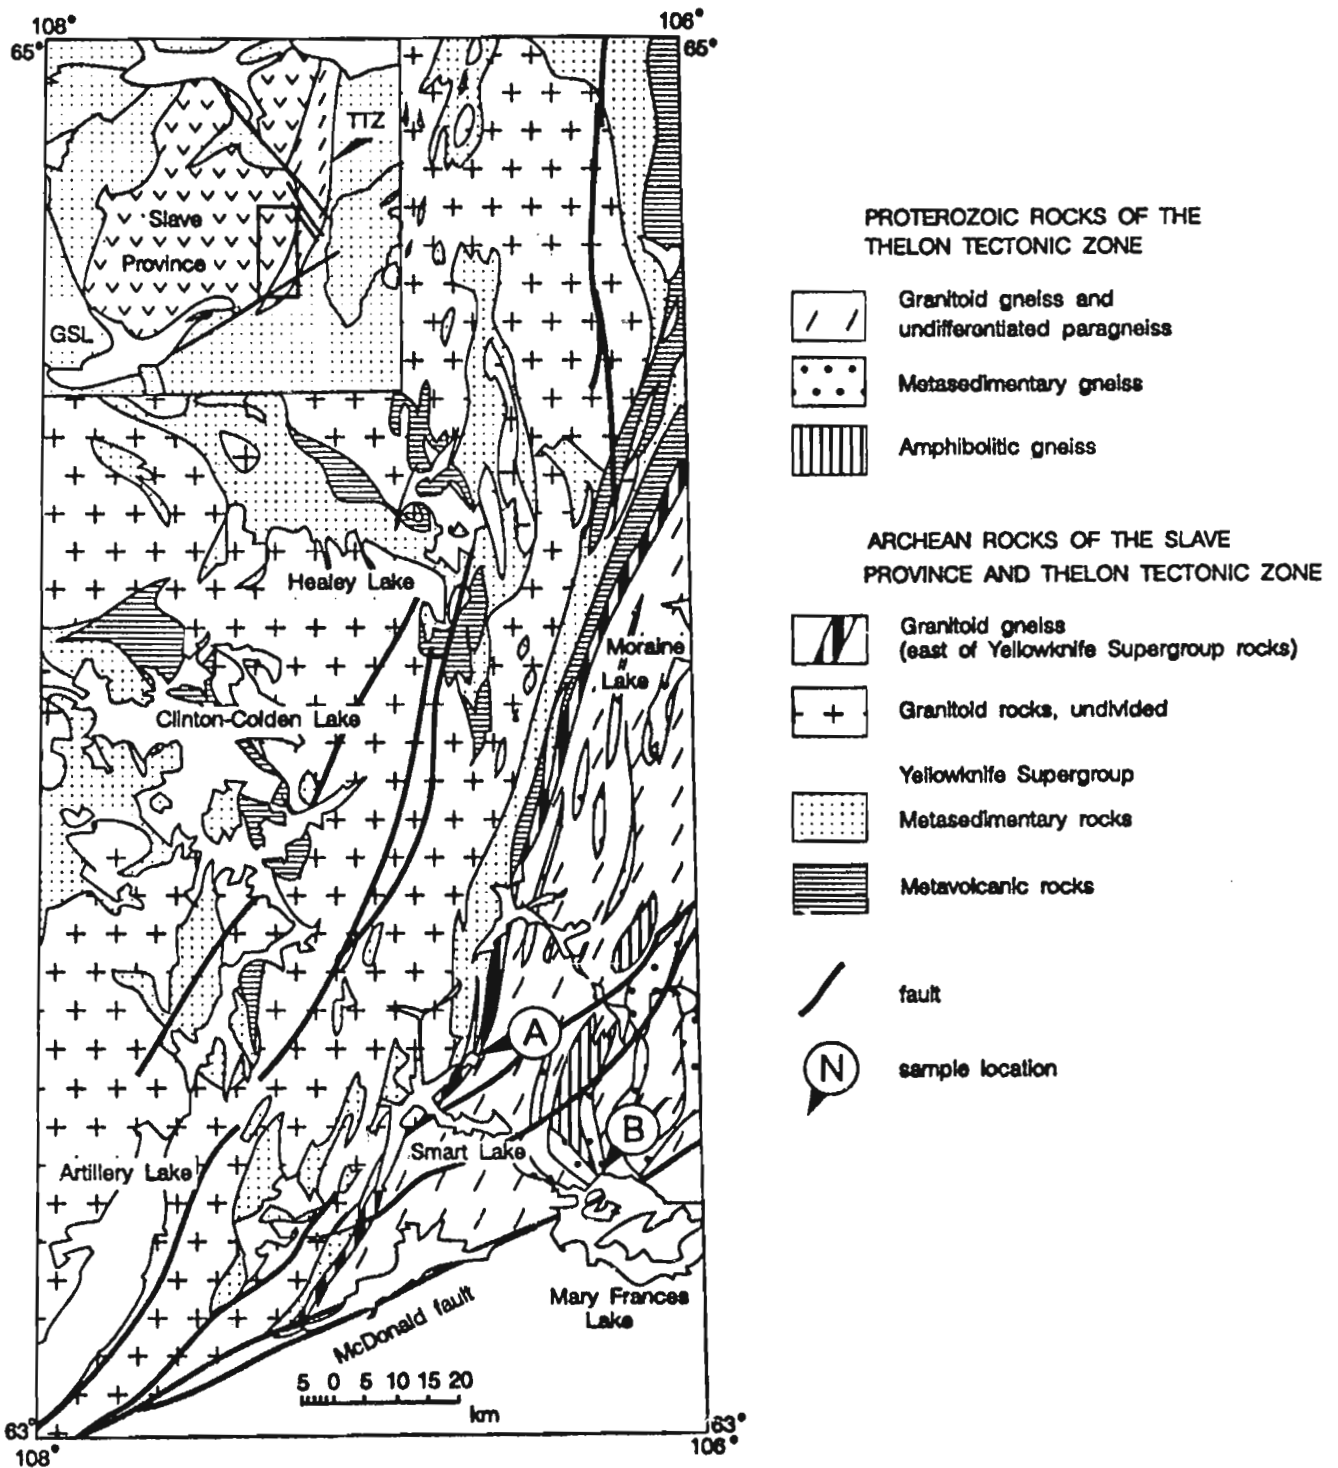 108°
106°
65°
65°
TTZ
Slave
Province
GSL
Healey Lake
Moraine
Lake
Clinton-Colden Lake
A
B
Smart Lake
Artillery Lake
Mary Frances
Lake
McDonald fault
5 0 5 10 15 20
km
63°
63°
108°
106°
PROTEROZOIC ROCKS OF THE
THELON TECTONIC ZONE
Granitoid gneiss and
undifferentiated paragneiss
Metasedimentary gneiss
Amphibolitic gneiss
ARCHEAN ROCKS OF THE SLAVE
PROVINCE AND THELON TECTONIC ZONE
Granitoid gneiss
(east of Yellowknife Supergroup rocks)
Granitoid rocks, undivided
Yellowknife Supergroup
Metasedimentary rocks
Metavolcanic rocks
fault
N
sample location